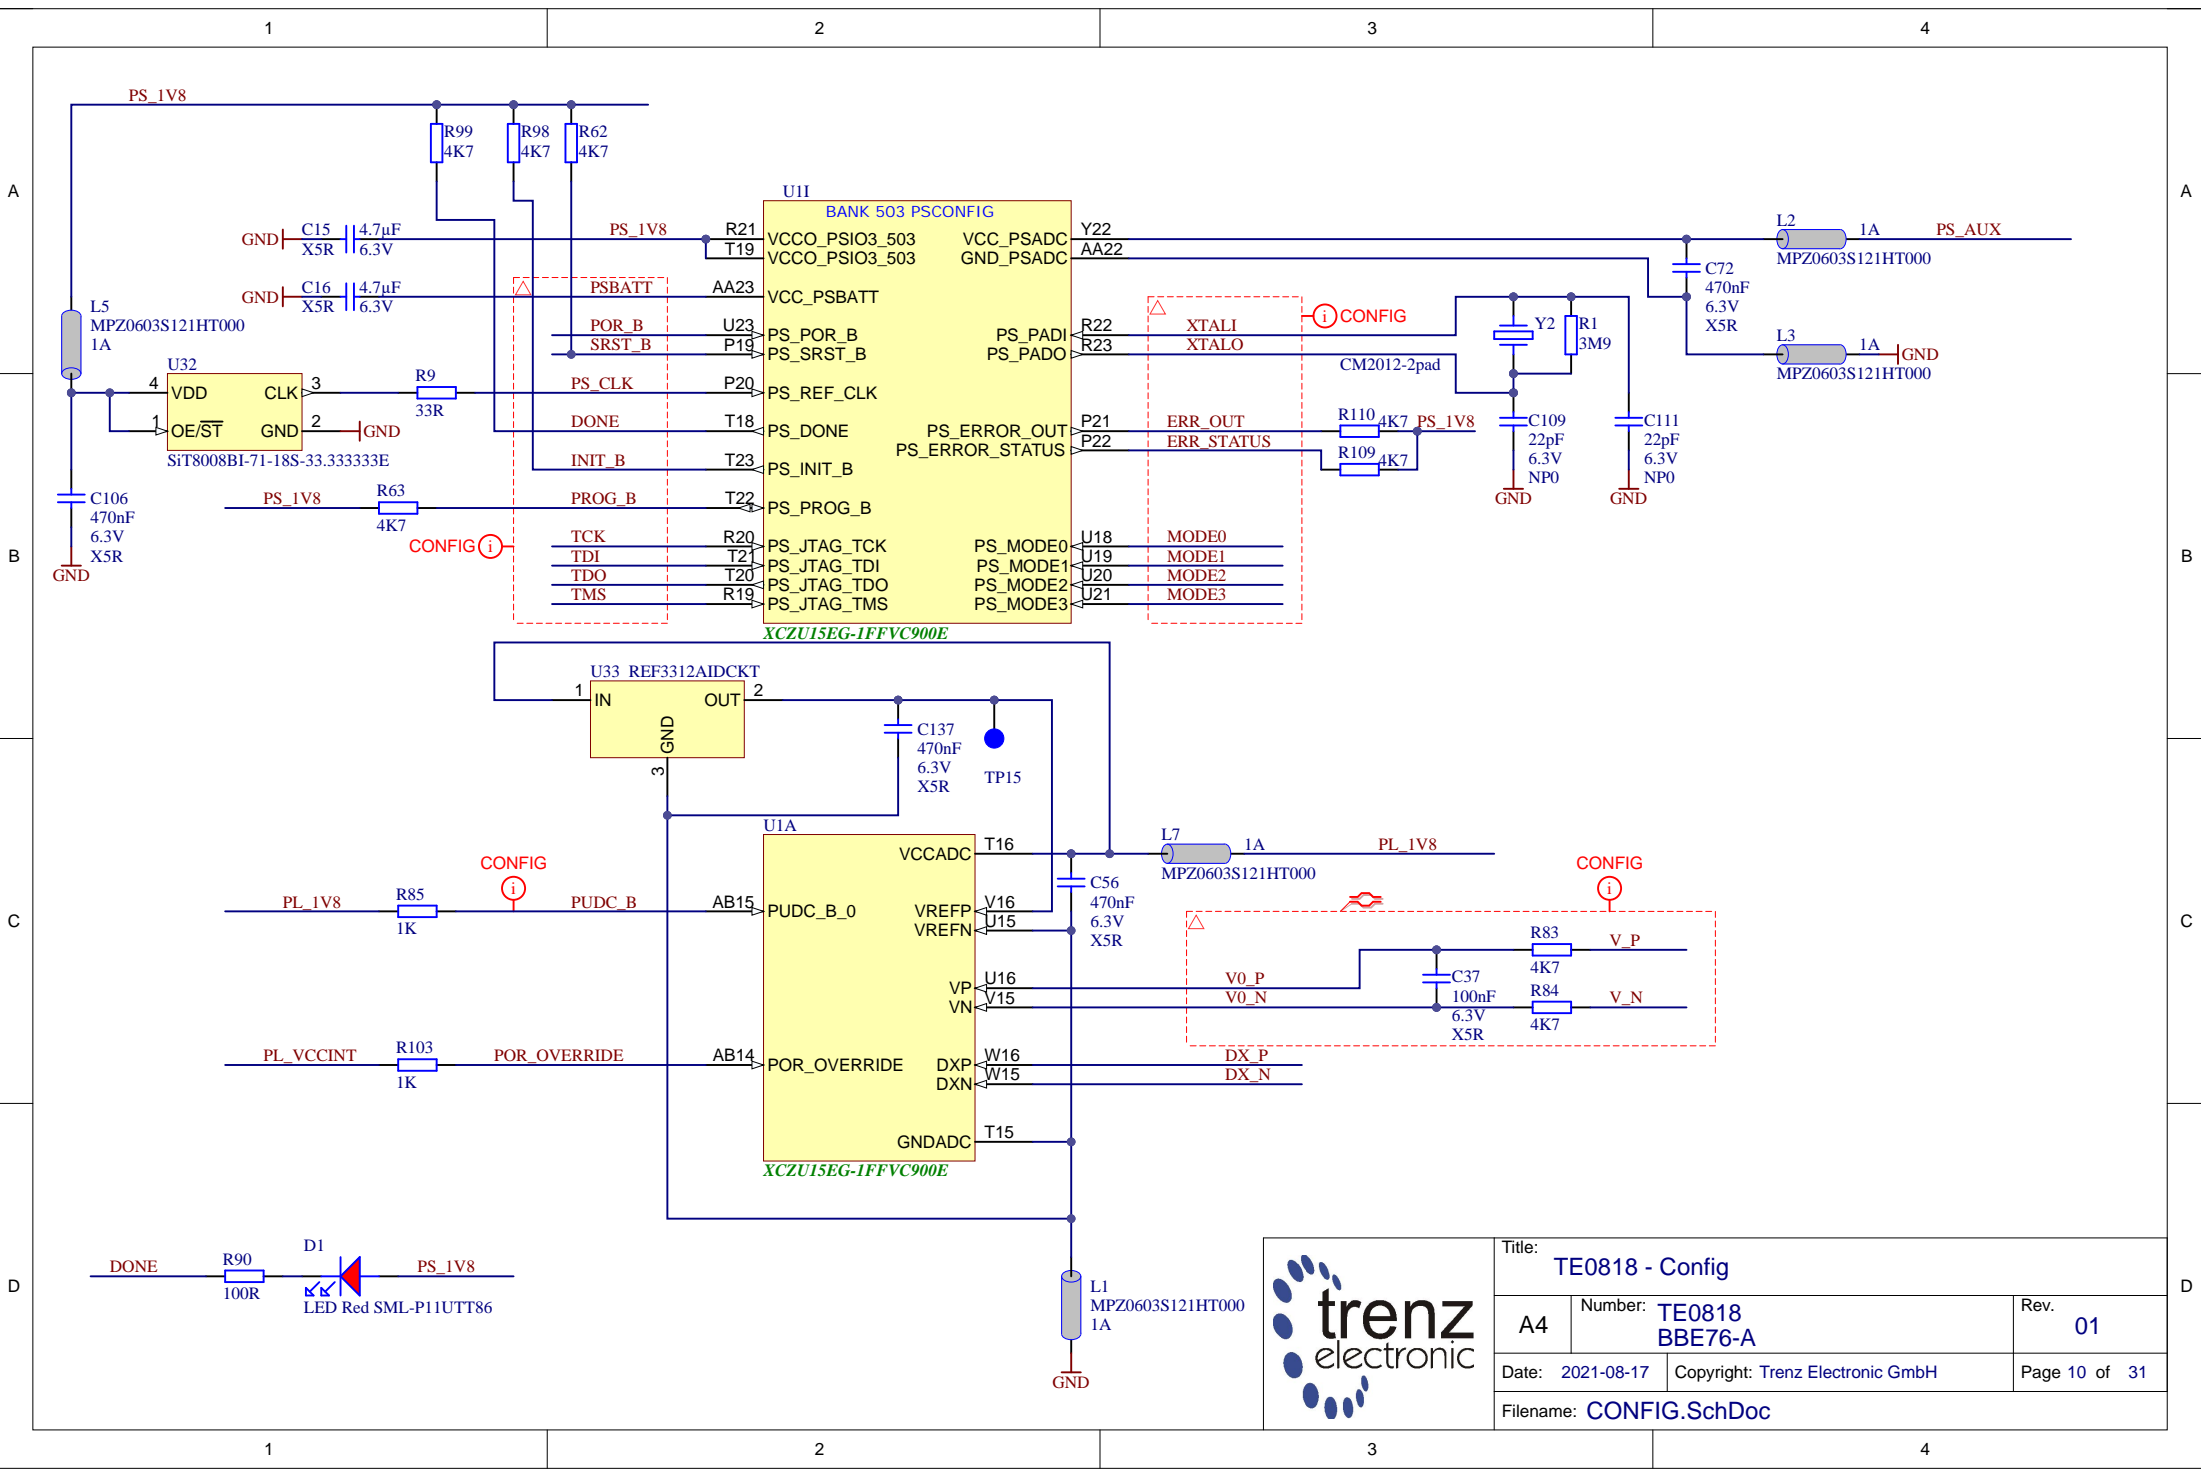 1 2 3 4
PS_1V8
R99 4K7
R98 4K7
R62 4K7
A A
U1I
BANK 503 PSCONFIG
GND C15 X5R 4.7µF 6.3V PS_1V8
R21 VCCO_PSIO3_503
T19 VCCO_PSIO3_503
GND C16 X5R 4.7µF 6.3V PSBATT AA23 VCC_PSBATT
POR_B U23 PS_POR_B
SRST_B P19 PS_SRST_B
PS_CLK P20 PS_REF_CLK
DONE T18 PS_DONE
INIT_B T23 PS_INIT_B
PROG_B T22 PS_PROG_B
TCK R20 PS_JTAG_TCK
TDI T21 PS_JTAG_TDI
TDO T20 PS_JTAG_TDO
TMS R19 PS_JTAG_TMS
VCC_PSADC Y22
GND_PSADC AA22
PS_PADI R22 XTALI
PS_PADO R23 XTALO
PS_ERROR_OUT P21 ERR_OUT
PS_ERROR_STATUS P22 ERR_STATUS
PS_MODE0 U18 MODE0
PS_MODE1 U19 MODE1
PS_MODE2 U20 MODE2
PS_MODE3 U21 MODE3
XCZU15EG-1FFVC900E
L5
MPZ0603S121HT000
1A
U32
4 VDD CLK 3
1 OE/ST GND 2 GND
SiT8008BI-71-18S-33.333333E
R9
33R
C106
470nF
6.3V
X5R
GND
PS_1V8 R63
4K7
CONFIG i
i CONFIG
L2 1A PS_AUX
MPZ0603S121HT000
C72
470nF
6.3V
X5R
L3 1A GND
MPZ0603S121HT000
Y2
R1
3M9
CM2012-2pad
R110 4K7 PS_1V8
R109 4K7
C109
22pF
6.3V
NP0
GND
C111
22pF
6.3V
NP0
GND
B B
U33 REF3312AIDCKT
1 IN OUT 2
GND
3
C137
470nF
6.3V
X5R
TP15
U1A
VCCADC T16
VREFP V16
VREFN U15
VP U16 V0_P
VN V15 V0_N
DXP W16 DX_P
DXN W15 DX_N
GNDADC T15
AB15 PUDC_B_0
AB14 POR_OVERRIDE
XCZU15EG-1FFVC900E
CONFIG
i
PL_1V8 R85 PUDC_B
1K
PL_VCCINT R103 POR_OVERRIDE
1K
L7 1A PL_1V8
MPZ0603S121HT000
C56
470nF
6.3V
X5R
CONFIG
i
R83 V_P
4K7
C37
100nF
6.3V
X5R
R84 V_N
4K7
C C
DONE R90
100R
D1 PS_1V8
LED Red SML-P11UTT86
L1
MPZ0603S121HT000
1A
GND
D D
trenz
electronic
Title:
TE0818 - Config
A4 Number: TE0818
BBE76-A
Rev.
01
Date: 2021-08-17 Copyright: Trenz Electronic GmbH Page 10 of 31
Filename: CONFIG.SchDoc
1 2 3 4